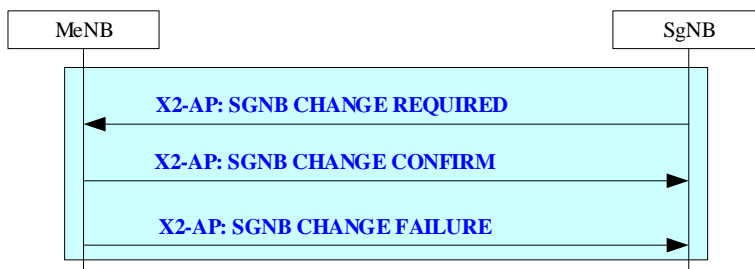 MeNB
SgNB
X2-AP: SGNB CHANGE REQUIRED
X2-AP: SGNB CHANGE CONFIRM
X2-AP: SGNB CHANGE FAILURE